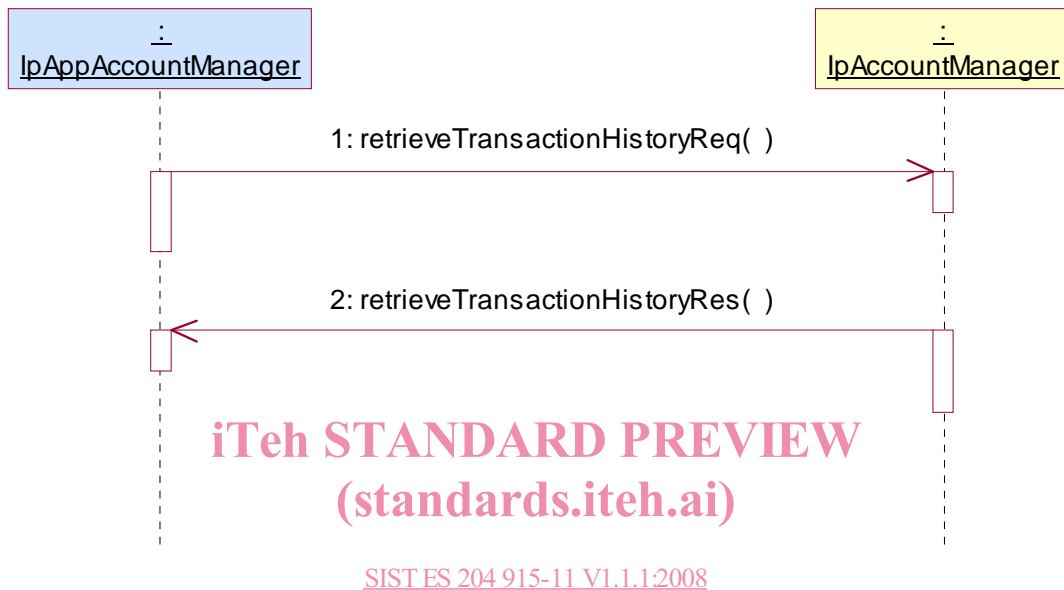 :
IpAppAccountManager
:
IpAccountManager
1: retrieveTransactionHistoryReq( )
2: retrieveTransactionHistoryRes( )
iTeh STANDARD PREVIEW
(standards.iteh.ai)
SIST ES 204 915-11 V1.1.1:2008